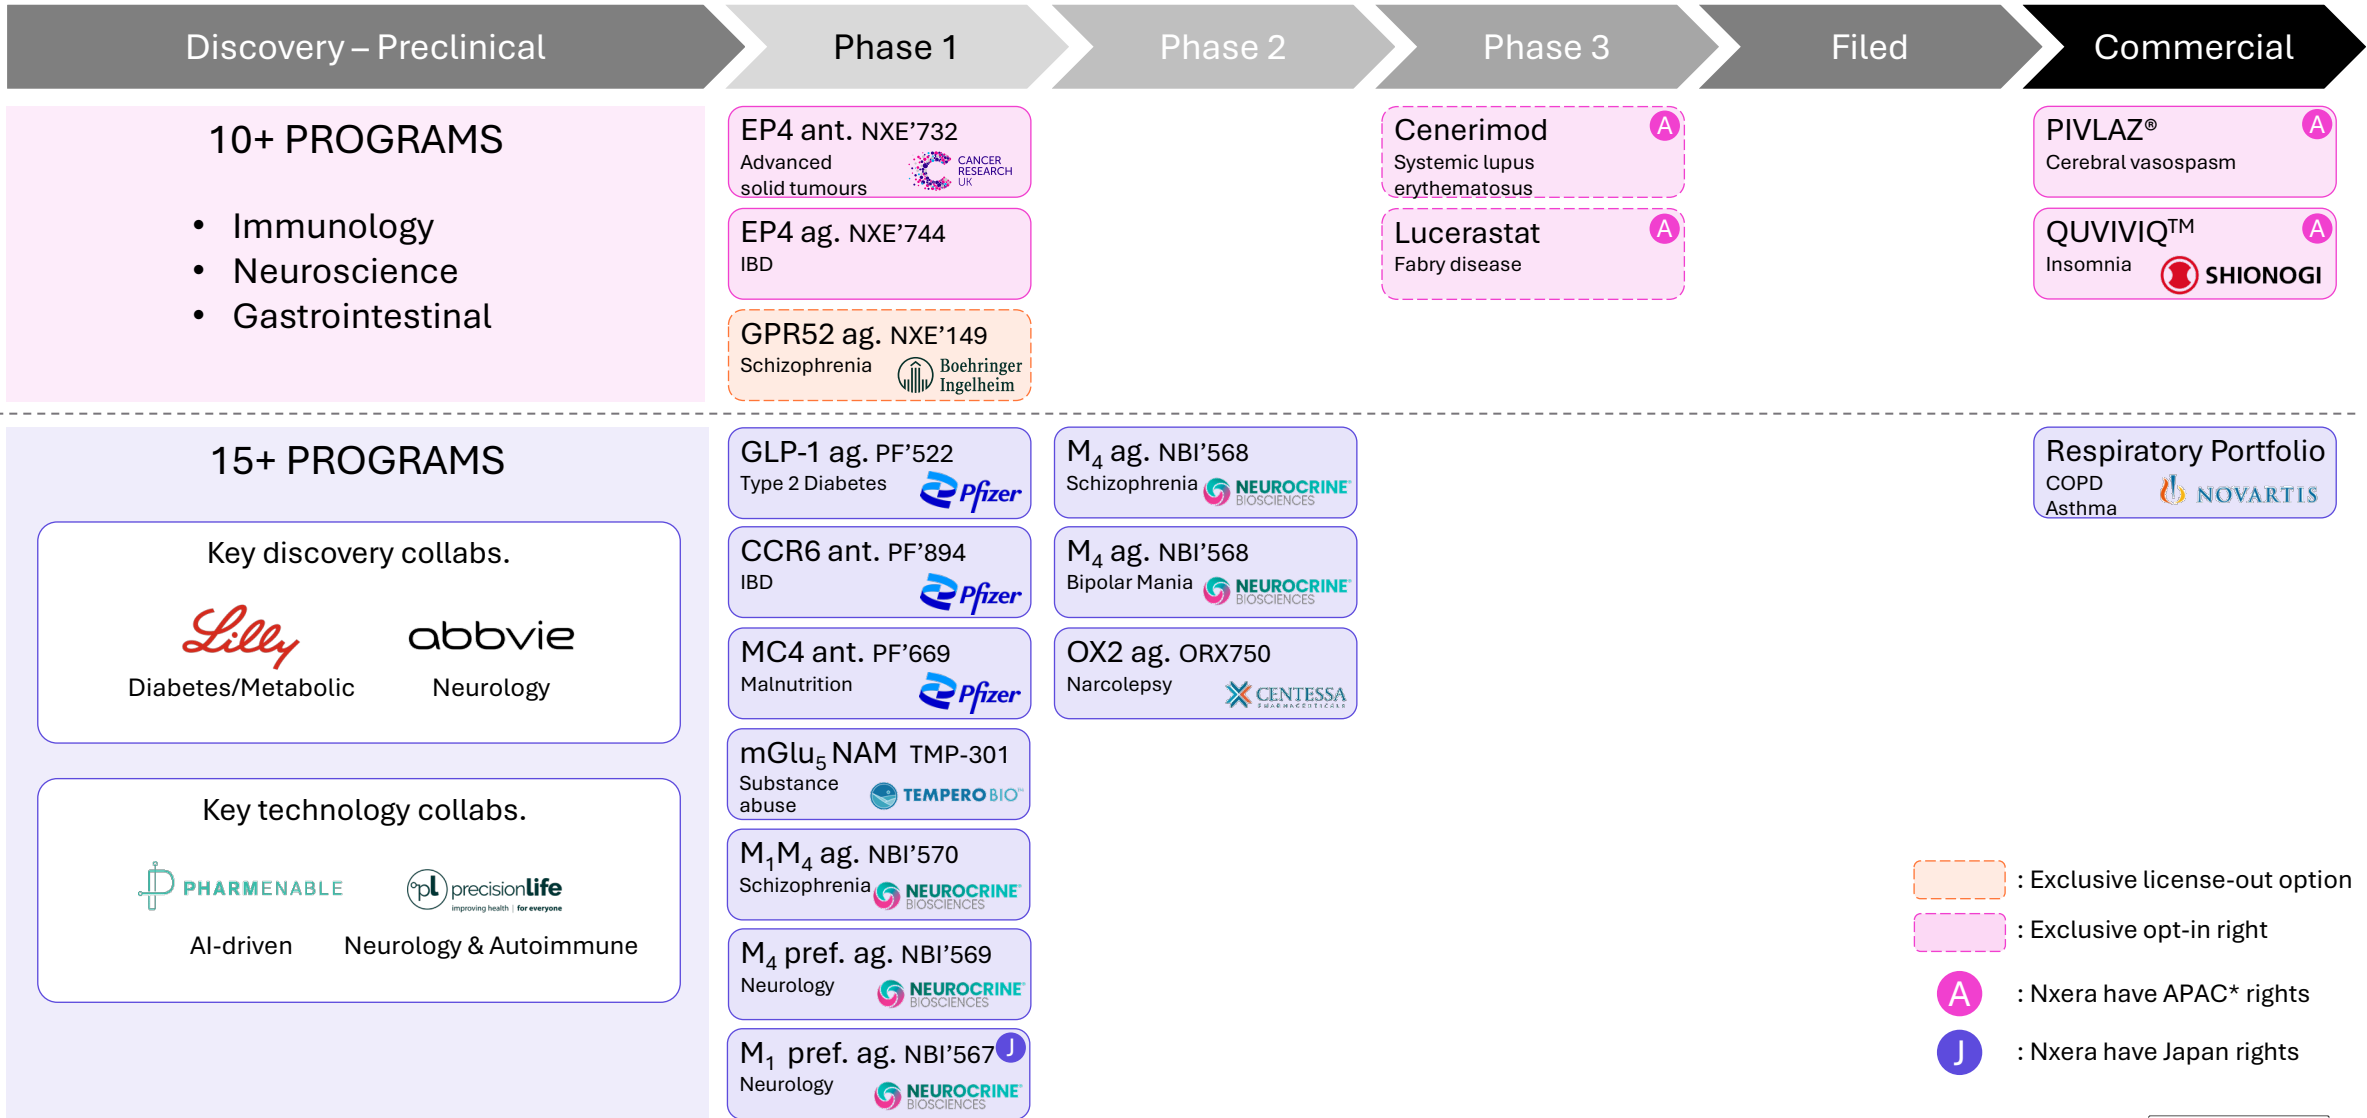 Discovery – Preclinical
Phase 1
Phase 2
Phase 3
Filed
Commercial
10+ PROGRAMS
• Immunology
• Neuroscience
• Gastrointestinal
EP4 ant. NXE’732
Advanced
solid tumours
CANCER
RESEARCH
UK
EP4 ag. NXE’744
IBD
GPR52 ag. NXE’149
Schizophrenia
Boehringer
Ingelheim
Cenerimod
A
Systemic lupus
erythematosus
Lucerastat
A
Fabry disease
PIVLAZ®
A
Cerebral vasospasm
QUVIVIQ™
A
Insomnia
SHIONOGI
15+ PROGRAMS
Key discovery collabs.
Lilly
abbvie
Diabetes/Metabolic
Neurology
Key technology collabs.
PHARMENABLE
pl precisionlife
improving health | for everyone
AI-driven
Neurology & Autoimmune
GLP-1 ag. PF’522
Type 2 Diabetes
Pfizer
CCR6 ant. PF’894
IBD
Pfizer
MC4 ant. PF’669
Malnutrition
Pfizer
mGlu₅ NAM TMP-301
Substance
abuse
TEMPERO BIO™
M₁M₄ ag. NBI’570
Schizophrenia
NEUROCRINE®
BIOSCIENCES
M₄ pref. ag. NBI’569
Neurology
NEUROCRINE®
BIOSCIENCES
M₁ pref. ag. NBI’567
J
Neurology
NEUROCRINE®
BIOSCIENCES
M₄ ag. NBI’568
Schizophrenia
NEUROCRINE®
BIOSCIENCES
M₄ ag. NBI’568
Bipolar Mania
NEUROCRINE®
BIOSCIENCES
OX2 ag. ORX750
Narcolepsy
CENTESSA
PHARMACEUTICALS
Respiratory Portfolio
COPD
Asthma
NOVARTIS
: Exclusive license-out option
: Exclusive opt-in right
A : Nxera have APAC* rights
J : Nxera have Japan rights